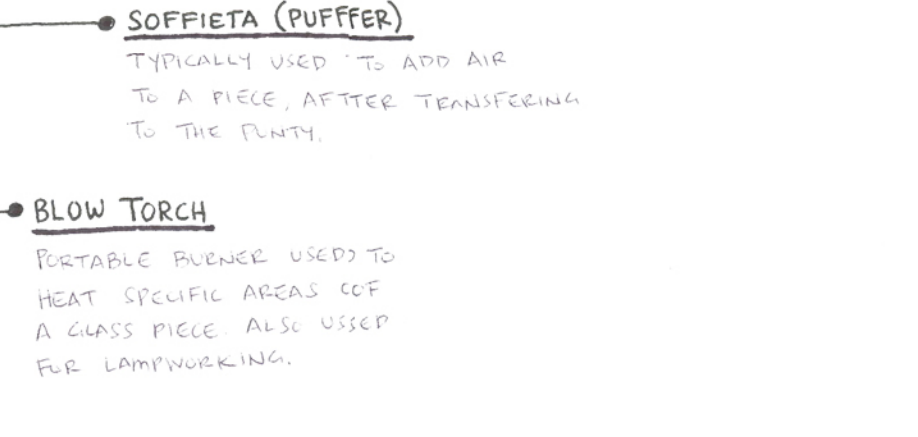 SOFFIETA (PUFFFER)
TYPICALLY USED TO ADD AIR
TO A PIECE, AFTTER TRANSFERING
TO THE PUNTY.
BLOW TORCH
PORTABLE BURNER USED TO
HEAT SPECIFIC AREAS COF
A GLASS PIECE. ALSO USSED
FOR LAMPWORKING.